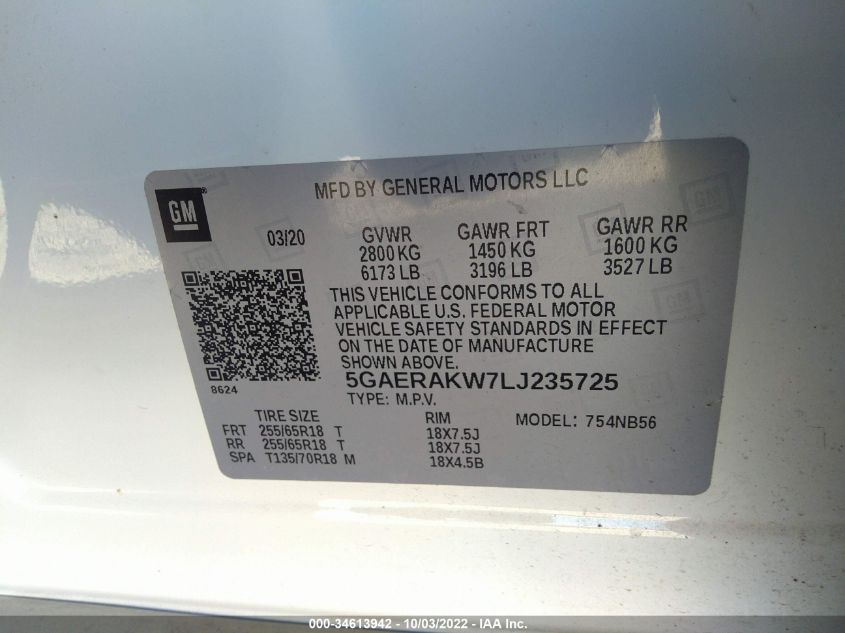 MFD BY GENERAL MOTORS LLC
GM®
03/20 GVWR GAWR FRT GAWR RR
2800 KG 1450 KG 1600 KG
6173 LB 3196 LB 3527 LB
THIS VEHICLE CONFORMS TO ALL
APPLICABLE U.S. FEDERAL MOTOR
VEHICLE SAFETY STANDARDS IN EFFECT
ON THE DATE OF MANUFACTURE
SHOWN ABOVE.
8624
5GAERAKW7LJ235725
TYPE: M.P.V.
TIRE SIZE RIM MODEL: 754NB56
FRT 255/65R18 T 18X7.5J
RR 255/65R18 T 18X7.5J
SPA T135/70R18 M 18X4.5B
000-34613942 - 10/03/2022 - IAA Inc.